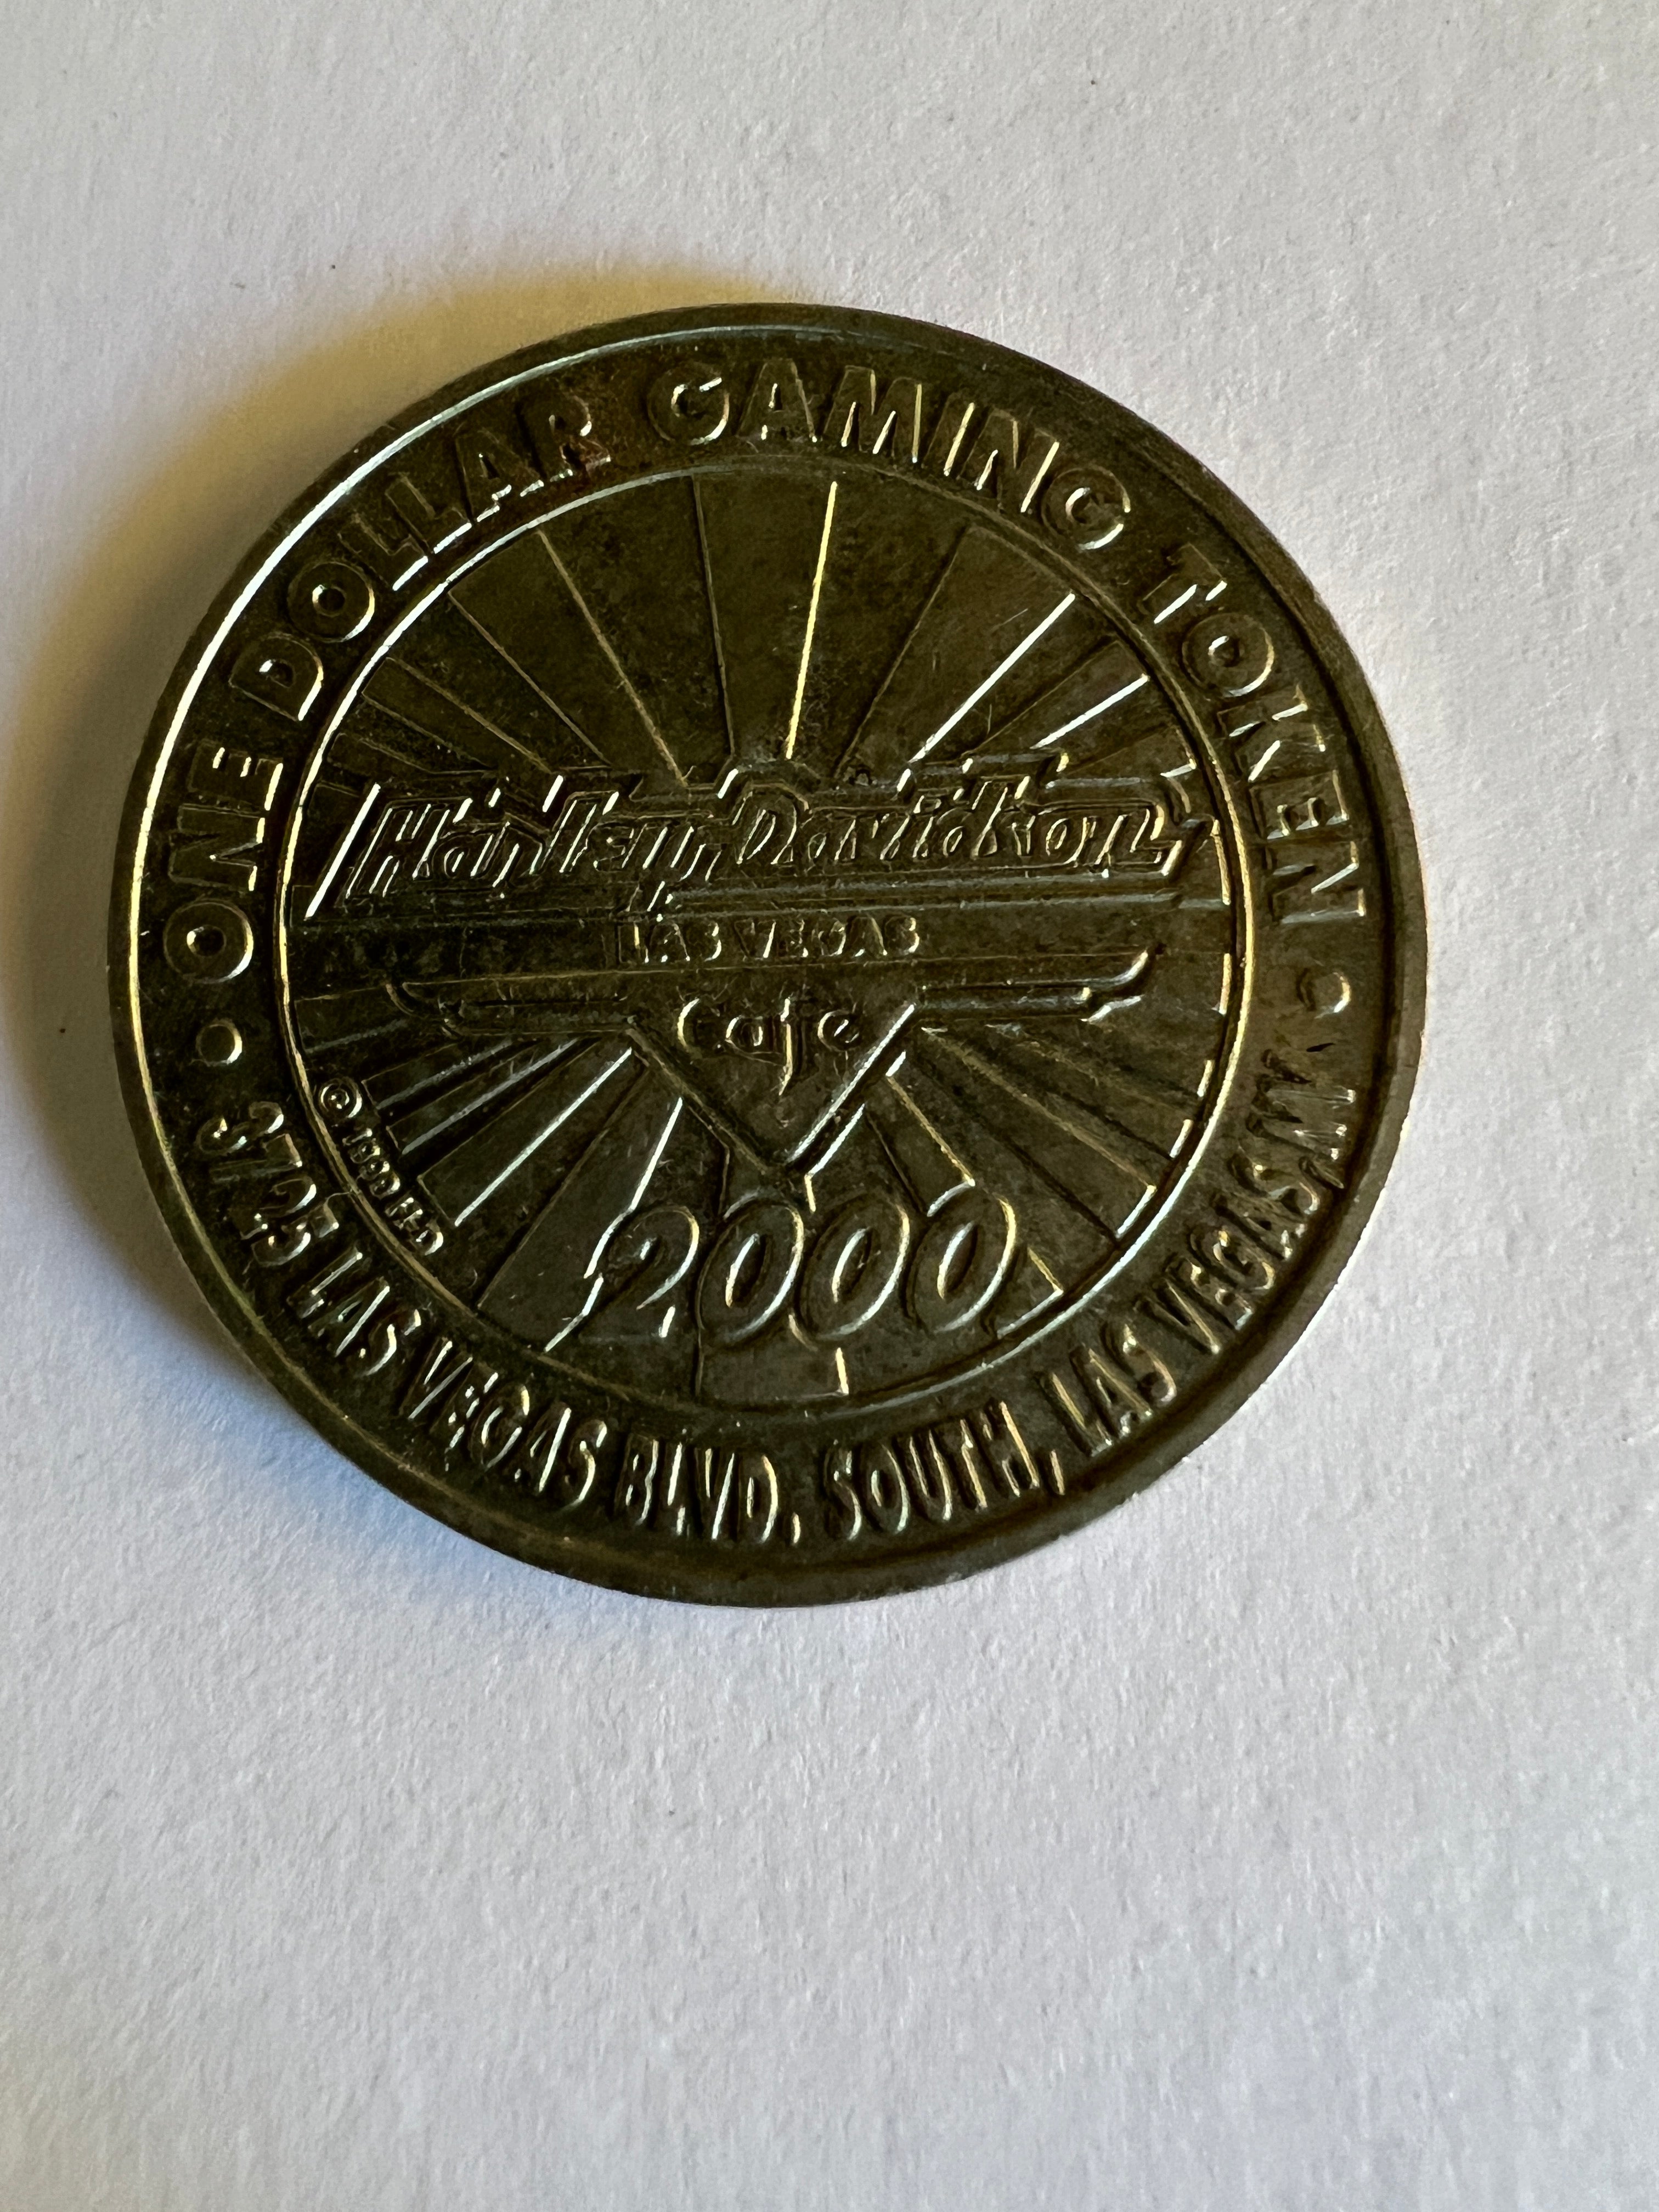 • ONE DOLLAR GAMING TOKEN •
Harley-Davidson
LAS VEGAS
Cafe
2000
© H-D
3725 LAS VEGAS BLVD. SOUTH, LAS VEGAS, NV.